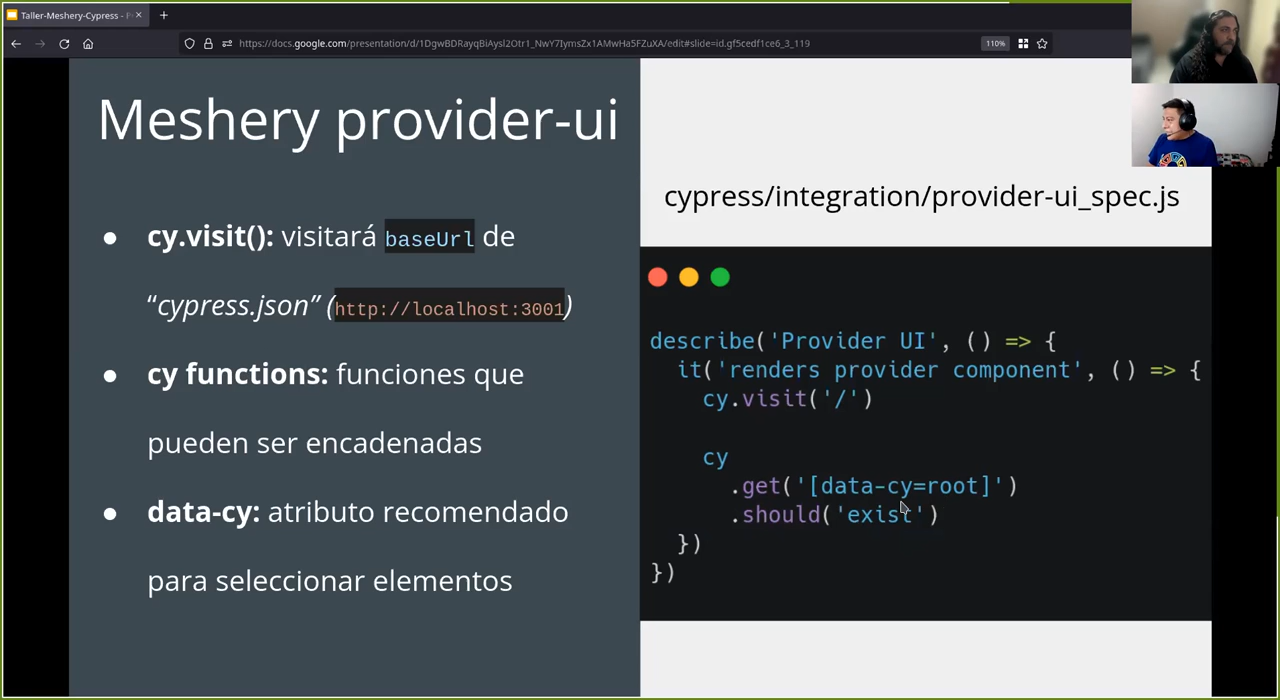 Taller-Meshery-Cypress - P
https://docs.google.com/presentation/d/1DgwBDRayqBiAysl2Otr1_NwY7IymsZx1AMwHa5FZuXA/edit#slide=id.gf5cedf1ce6_3_119
110%
Meshery provider-ui
● cy.visit(): visitará baseUrl de
“cypress.json” (http://localhost:3001)
● cy functions: funciones que
pueden ser encadenadas
● data-cy: atributo recomendado
para seleccionar elementos
cypress/integration/provider-ui_spec.js
describe('Provider UI', () => {
it('renders provider component', () => {
cy.visit('/')
cy
.get('[data-cy=root]')
.should('exist')
})
})